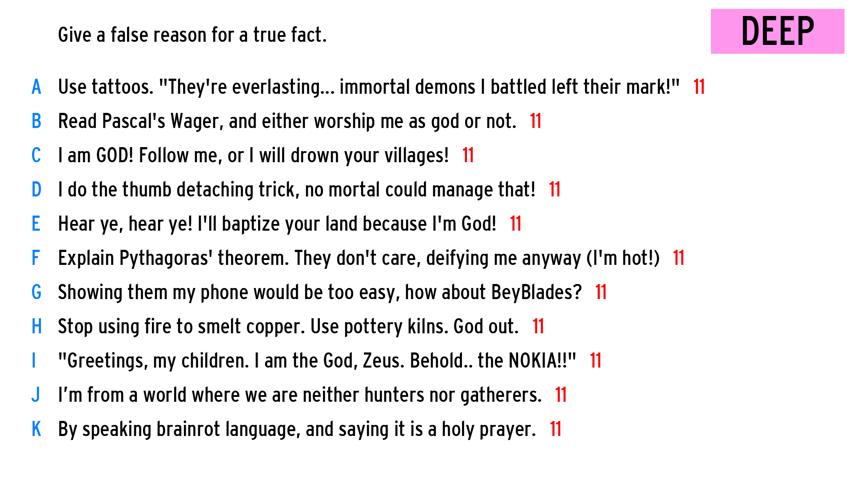 Give a false reason for a true fact.
DEEP
A Use tattoos. "They're everlasting... immortal demons I battled left their mark!" 11
B Read Pascal's Wager, and either worship me as god or not. 11
C I am GOD! Follow me, or I will drown your villages! 11
D I do the thumb detaching trick, no mortal could manage that! 11
E Hear ye, hear ye! I'll baptize your land because I'm God! 11
F Explain Pythagoras' theorem. They don't care, deifying me anyway (I'm hot!) 11
G Showing them my phone would be too easy, how about BeyBlades? 11
H Stop using fire to smelt copper. Use pottery kilns. God out. 11
I "Greetings, my children. I am the God, Zeus. Behold.. the NOKIA!!" 11
J I’m from a world where we are neither hunters nor gatherers. 11
K By speaking brainrot language, and saying it is a holy prayer. 11